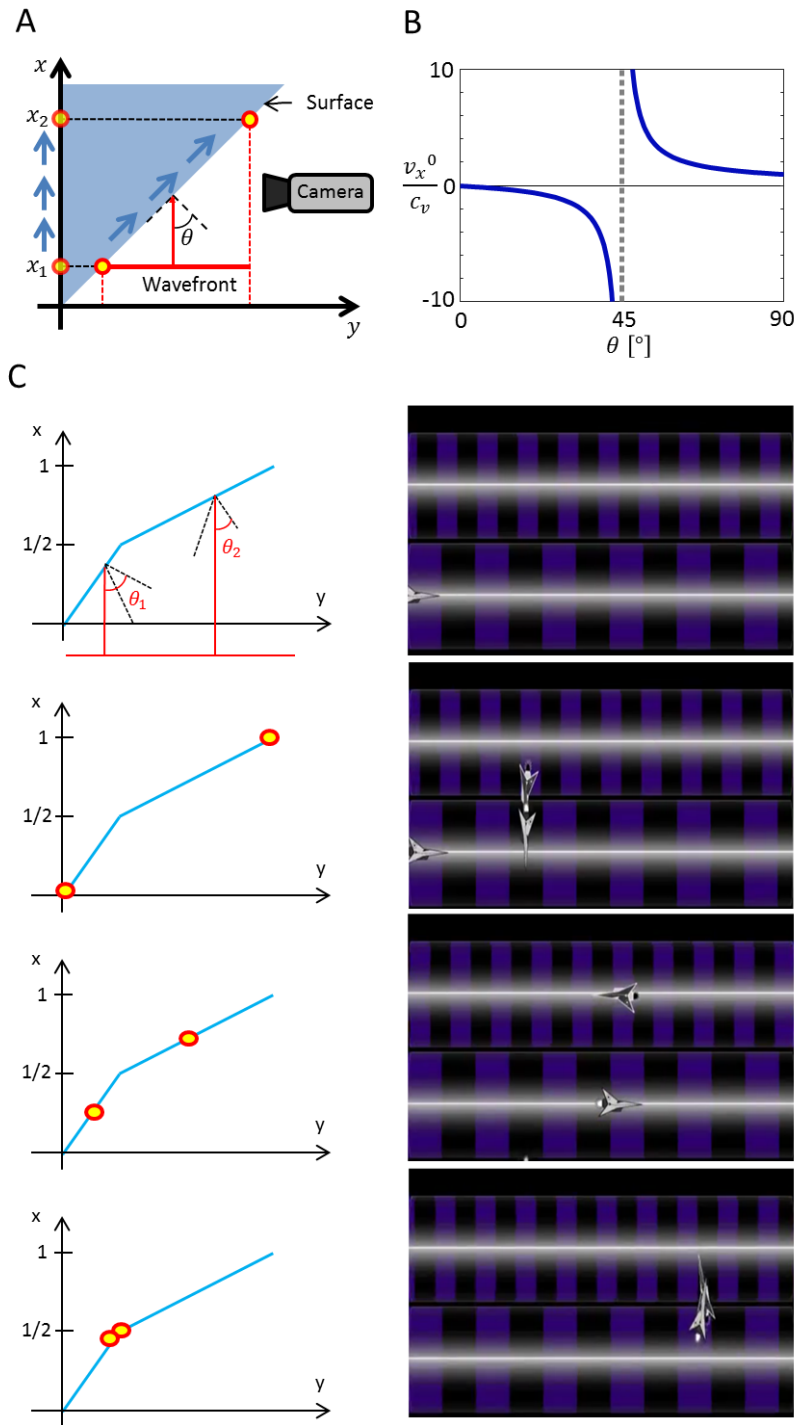 A
x
x₂
x₁
Surface
Camera
θ
Wavefront
y
B
10
vₓ⁰
cᵥ
0
-10
0
45
90
θ [°]
C
x
1
1/2
θ₁
θ₂
y
x
1
1/2
y
x
1
1/2
y
x
1
1/2
y